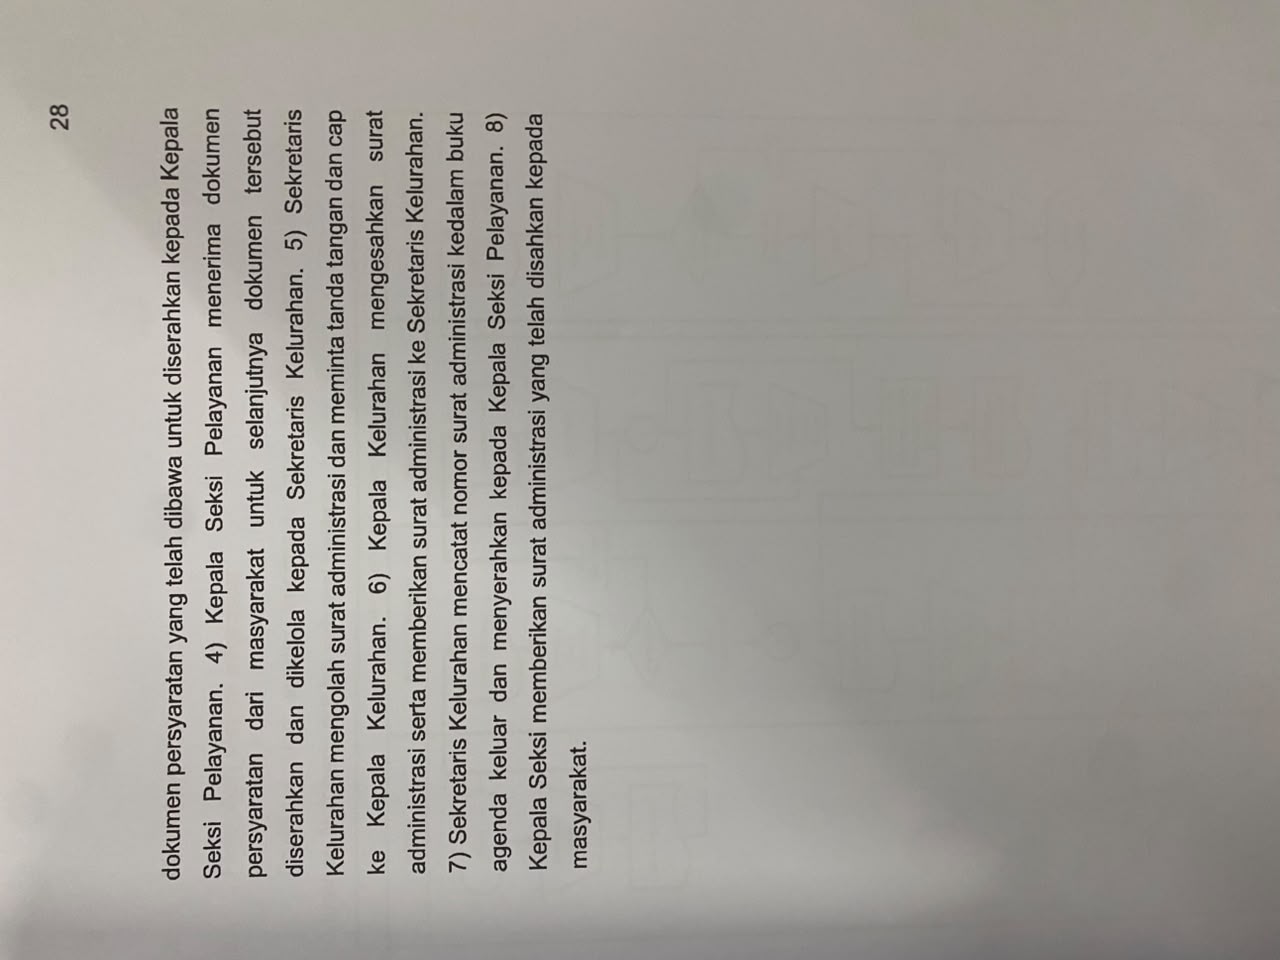 28
dokumen persyaratan yang telah dibawa untuk diserahkan kepada Kepala
Seksi Pelayanan. 4) Kepala Seksi Pelayanan menerima dokumen
persyaratan dari masyarakat untuk selanjutnya dokumen tersebut
diserahkan dan dikelola kepada Sekretaris Kelurahan. 5) Sekretaris
Kelurahan mengolah surat administrasi dan meminta tanda tangan dan cap
ke Kepala Kelurahan. 6) Kepala Kelurahan mengesahkan surat
administrasi serta memberikan surat administrasi ke Sekretaris Kelurahan.
7) Sekretaris Kelurahan mencatat nomor surat administrasi kedalam buku
agenda keluar dan menyerahkan kepada Kepala Seksi Pelayanan. 8)
Kepala Seksi memberikan surat administrasi yang telah disahkan kepada
masyarakat.